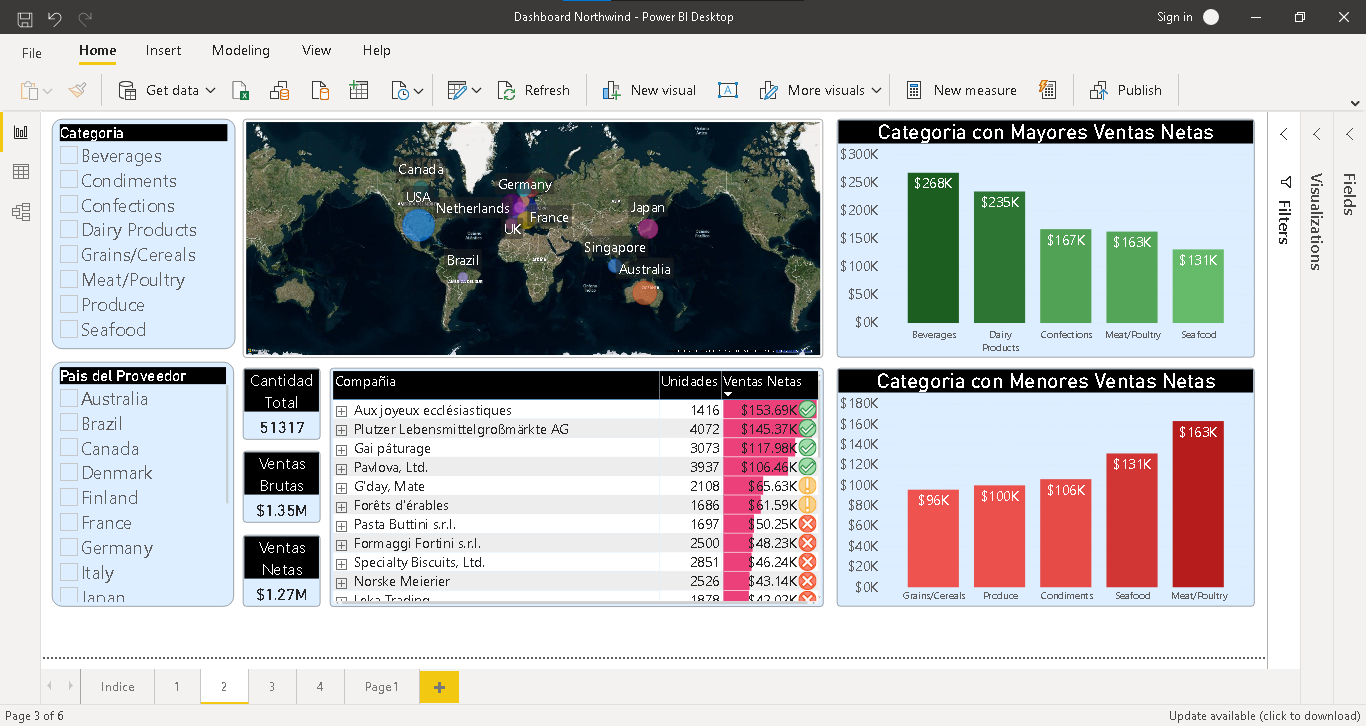 Dashboard Northwind - Power BI Desktop
Sign in
File
Home
Insert
Modeling
View
Help
Get data
Refresh
New visual
More visuals
New measure
Publish
Categoria
Beverages
Condiments
Confections
Dairy Products
Grains/Cereals
Meat/Poultry
Produce
Seafood
Canada
Germany
USA
Netherlands
France
UK
Japan
Singapore
Brazil
Australia
Categoria con Mayores Ventas Netas
$300K
$250K
$200K
$150K
$100K
$50K
$0K
$268K
$235K
$167K
$163K
$131K
Beverages
Dairy
Products
Confections
Meat/Poultry
Seafood
Filters
Visualizations
Fields
Pais del Proveedor
Australia
Brazil
Canada
Denmark
Finland
France
Germany
Italy
Japan
Cantidad
Total
51317
Ventas
Brutas
$1.35M
Ventas
Netas
$1.27M
Compañia Unidades Ventas Netas
Aux joyeux ecclésiastiques 1416 $153.69K
Plutzer Lebensmittelgroßmärkte AG 4072 $145.37K
Gai pâturage 3073 $117.98K
Pavlova, Ltd. 3937 $106.46K
G'day, Mate 2108 $65.63K
Forêts d'érables 1686 $61.59K
Pasta Buttini s.r.l. 1697 $50.25K
Formaggi Fortini s.r.l. 2500 $48.23K
Specialty Biscuits, Ltd. 2851 $46.24K
Norske Meierier 2526 $43.14K
Leka Trading 1878 $42.02K
Categoria con Menores Ventas Netas
$180K
$160K
$140K
$120K
$100K
$80K
$60K
$40K
$20K
$0K
$96K
$100K
$106K
$131K
$163K
Grains/Cereals
Produce
Condiments
Seafood
Meat/Poultry
Indice
1
2
3
4
Page1
Page 3 of 6
Update available (click to download)